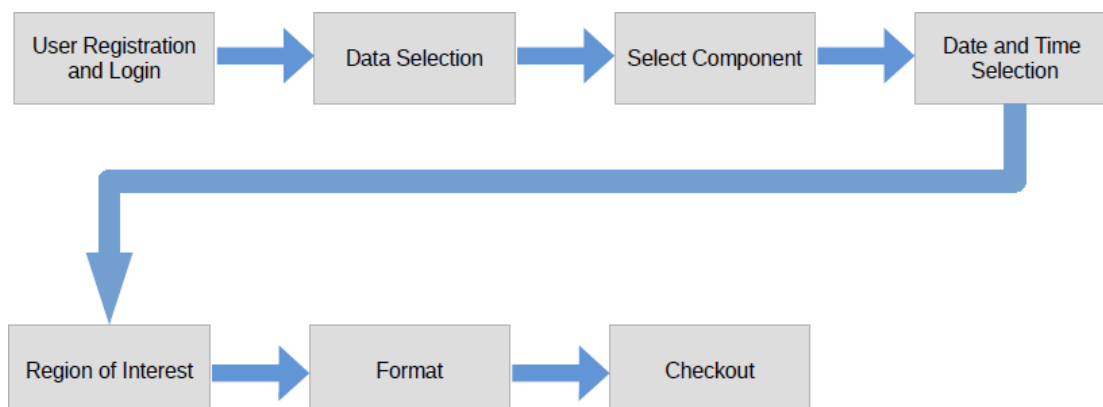 User Registration
and Login
Data Selection
Select Component
Date and Time
Selection
Region of Interest
Format
Checkout